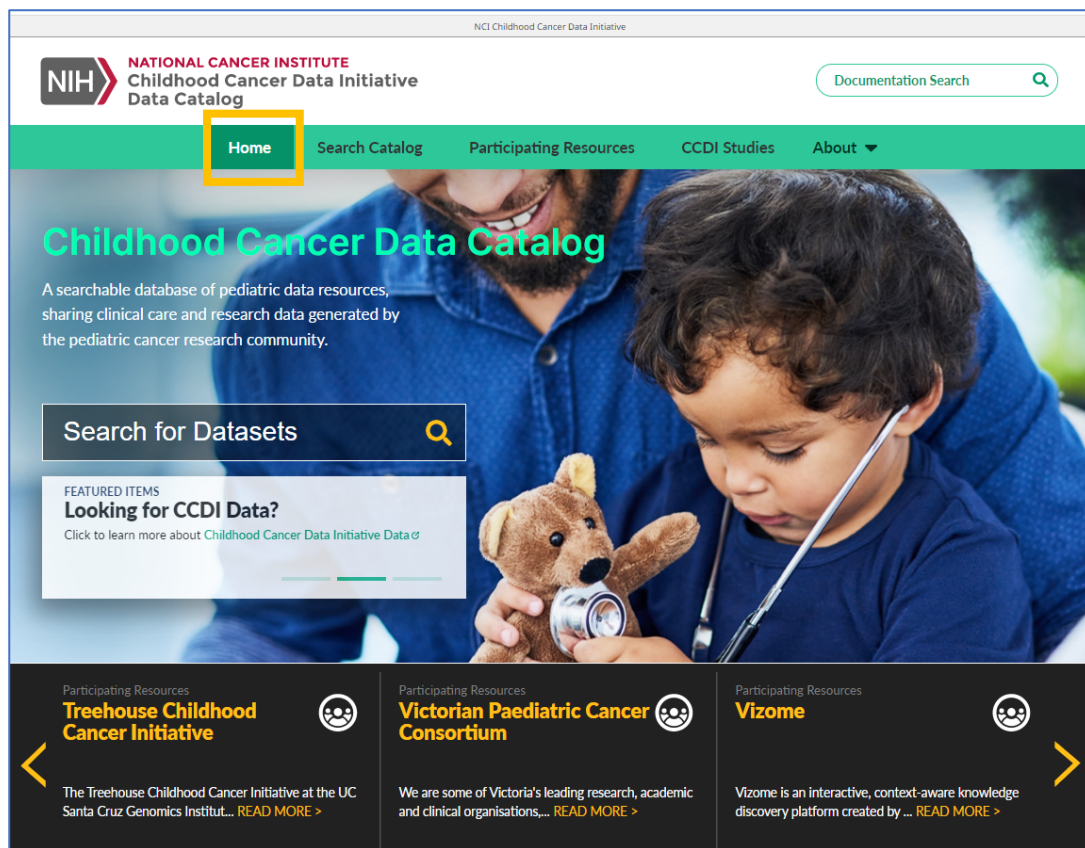 NCI Childhood Cancer Data Initiative
NIH
NATIONAL CANCER INSTITUTE
Childhood Cancer Data Initiative
Data Catalog
Documentation Search
Home Search Catalog Participating Resources CCDI Studies About
Childhood Cancer Data Catalog
A searchable database of pediatric data resources,
sharing clinical care and research data generated by
the pediatric cancer research community.
Search for Datasets
FEATURED ITEMS
Looking for CCDI Data?
Click to learn more about Childhood Cancer Data Initiative Data
Participating Resources
Treehouse Childhood
Cancer Initiative
The Treehouse Childhood Cancer Initiative at the UC
Santa Cruz Genomics Institut... READ MORE >
Participating Resources
Victorian Paediatric Cancer
Consortium
We are some of Victoria's leading research, academic
and clinical organisations,... READ MORE >
Participating Resources
Vizome
Vizome is an interactive, context-aware knowledge
discovery platform created by ... READ MORE >